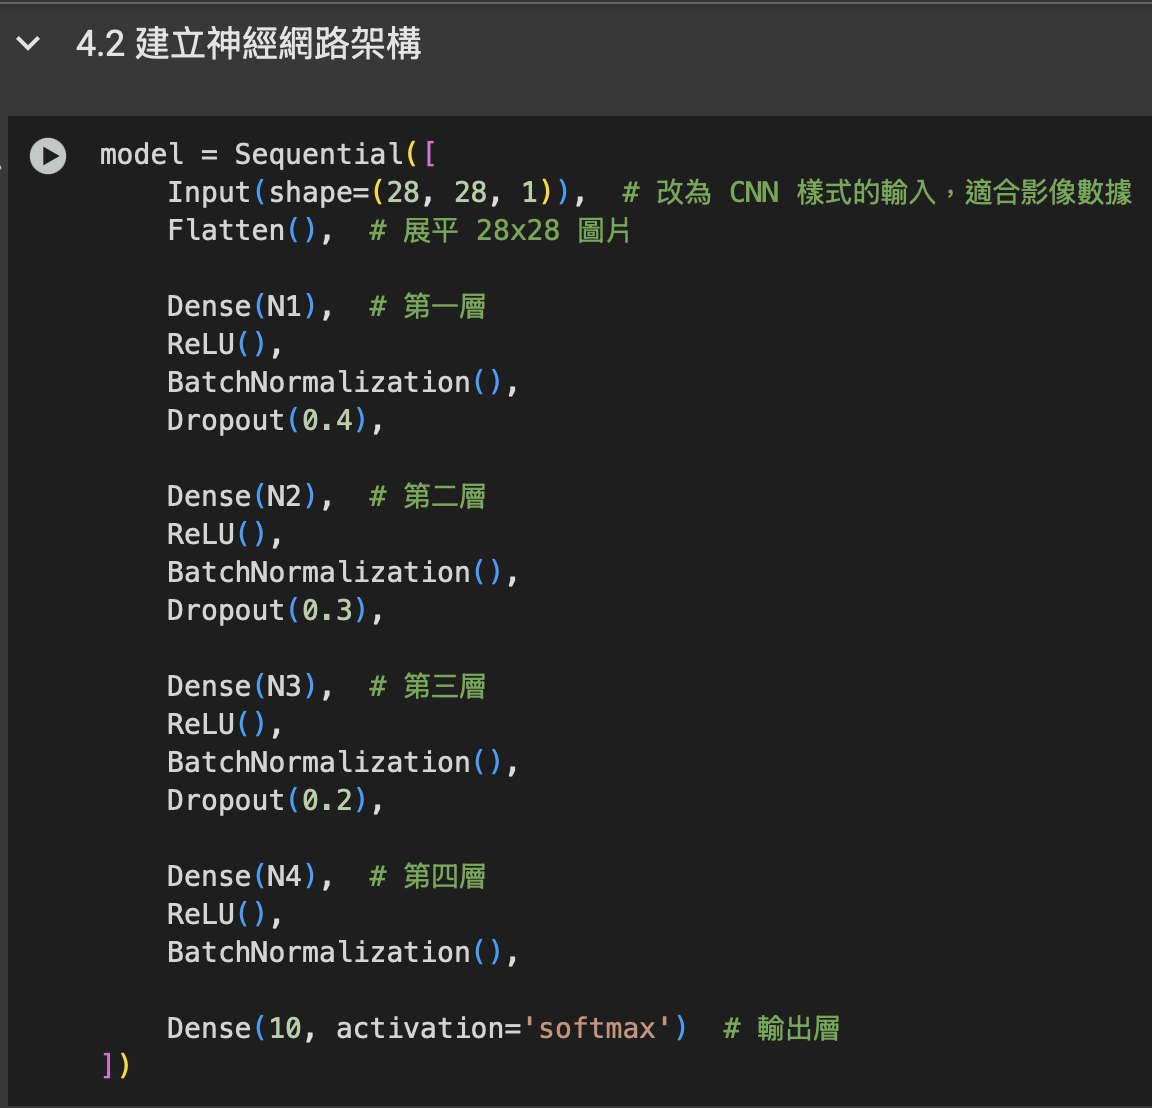 4.2 建立神經網路架構
model = Sequential([
    Input(shape=(28, 28, 1)),  # 改為 CNN 樣式的輸入，適合影像數據
    Flatten(),  # 展平 28x28 圖片
    Dense(N1),  # 第一層
    ReLU(),
    BatchNormalization(),
    Dropout(0.4),
    Dense(N2),  # 第二層
    ReLU(),
    BatchNormalization(),
    Dropout(0.3),
    Dense(N3),  # 第三層
    ReLU(),
    BatchNormalization(),
    Dropout(0.2),
    Dense(N4),  # 第四層
    ReLU(),
    BatchNormalization(),
    Dense(10, activation='softmax')  # 輸出層
])